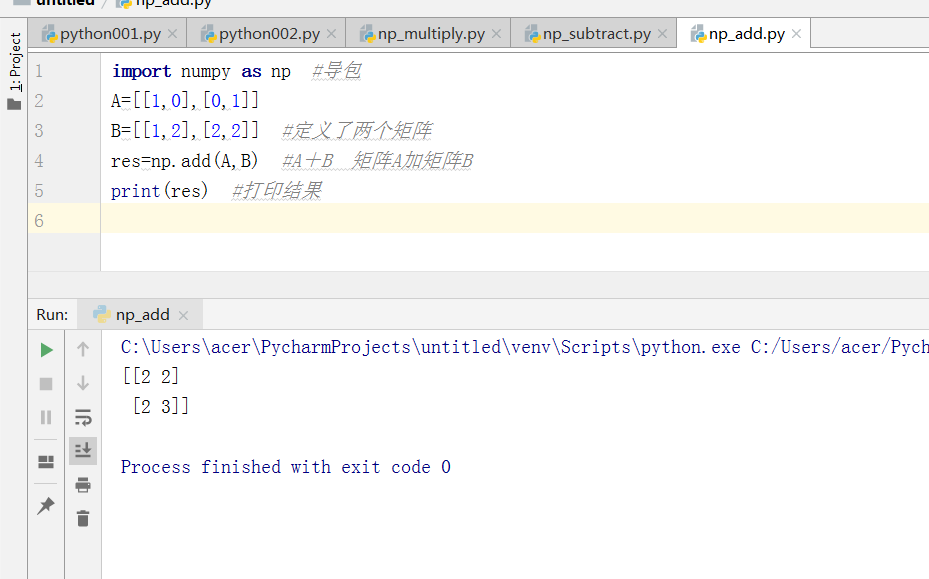 untitled / np_add.py
python001.py × python002.py × np_multiply.py × np_subtract.py × np_add.py ×
1: Project
1 import numpy as np  #导包
2 A=[[1,0],[0,1]]
3 B=[[1,2],[2,2]]  #定义了两个矩阵
4 res=np.add(A,B)  #A＋B  矩阵A加矩阵B
5 print(res)  #打印结果
6
Run: np_add ×
C:\Users\acer\PycharmProjects\untitled\venv\Scripts\python.exe C:/Users/acer/Pych
[[2 2]
 [2 3]]
Process finished with exit code 0